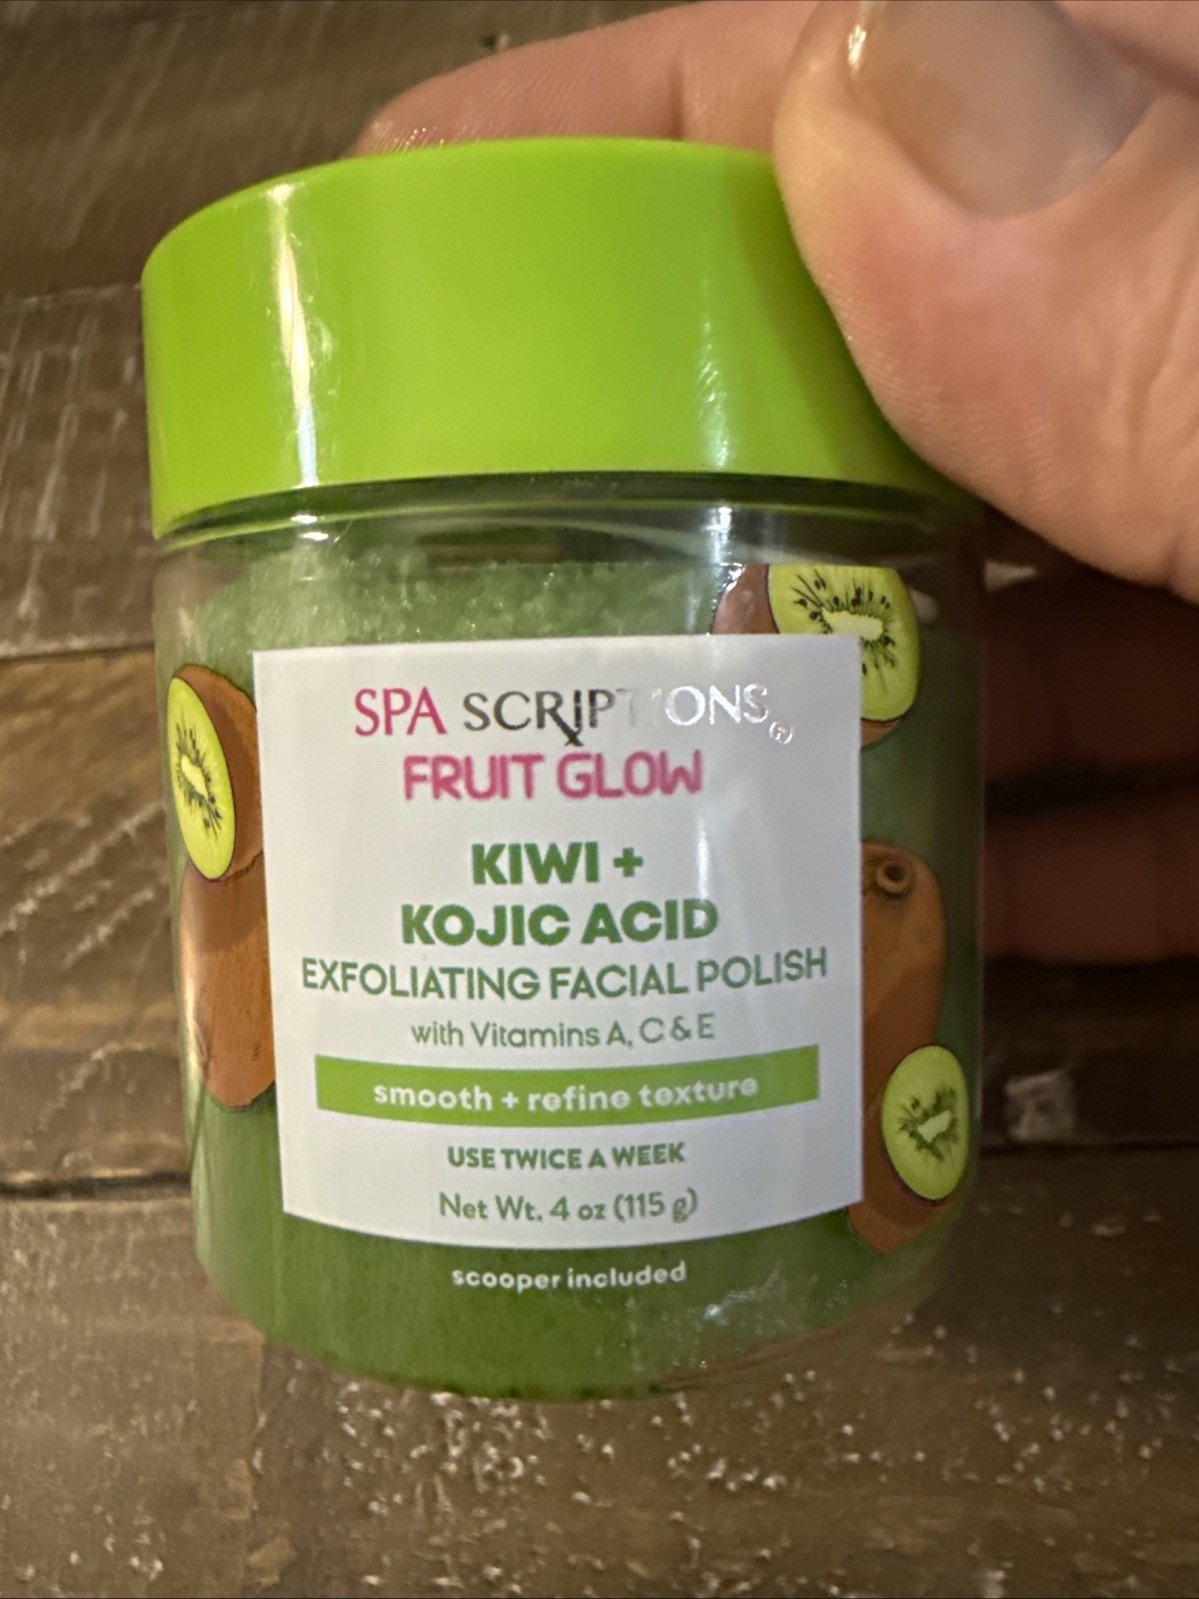 SPA SCRIPTIONS®
FRUIT GLOW
KIWI +
KOJIC ACID
EXFOLIATING FACIAL POLISH
with Vitamins A, C & E
smooth + refine texture
USE TWICE A WEEK
Net Wt. 4 oz (115 g)
scooper included